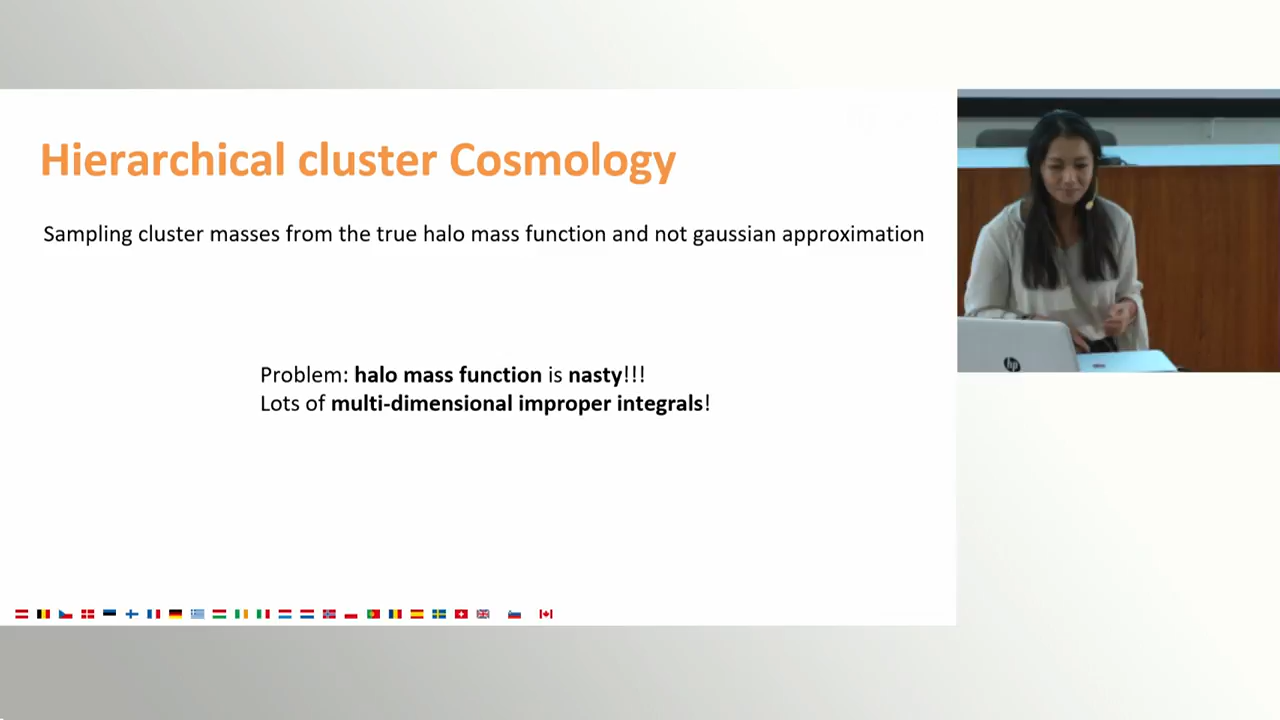 Hierarchical cluster Cosmology
Sampling cluster masses from the true halo mass function and not gaussian approximation
Problem: halo mass function is nasty!!!
Lots of multi-dimensional improper integrals!
hp